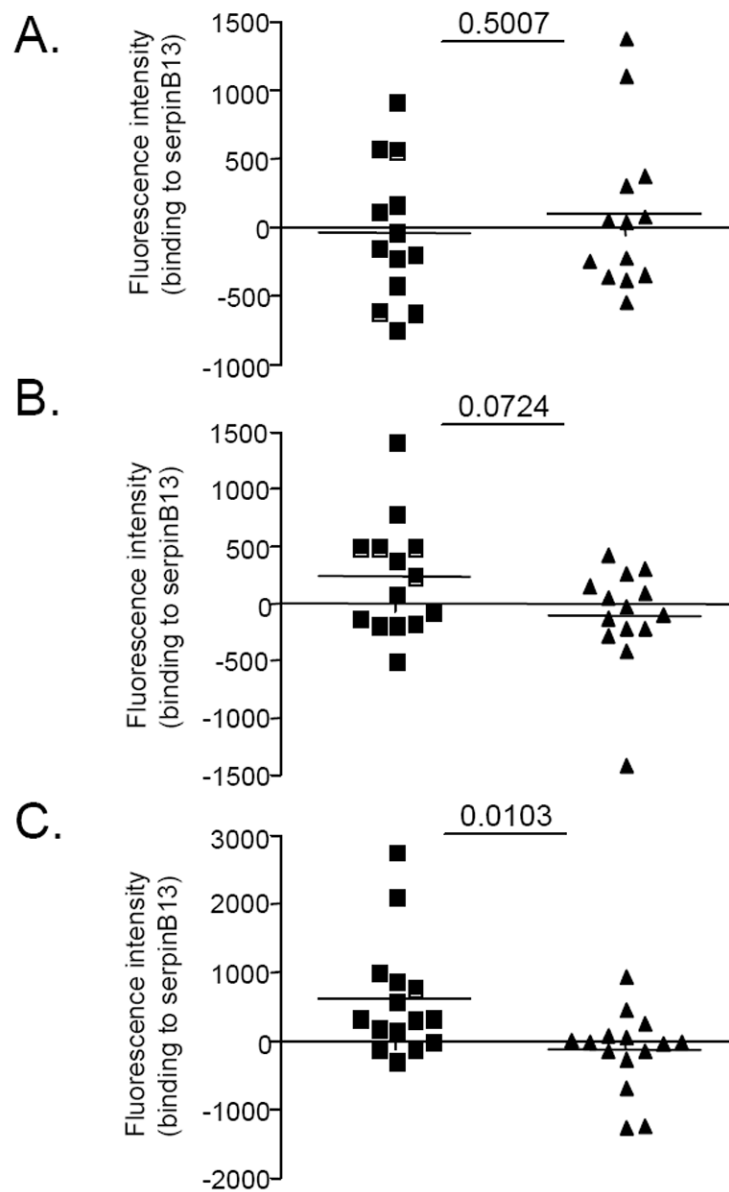 A.
Fluorescence intensity
(binding to serpinB13)
1500
1000
500
0
-500
-1000
0.5007
B.
Fluorescence intensity
(binding to serpinB13)
1500
1000
500
0
-500
-1000
-1500
0.0724
C.
Fluorescence intensity
(binding to serpinB13)
3000
2000
1000
0
-1000
-2000
0.0103